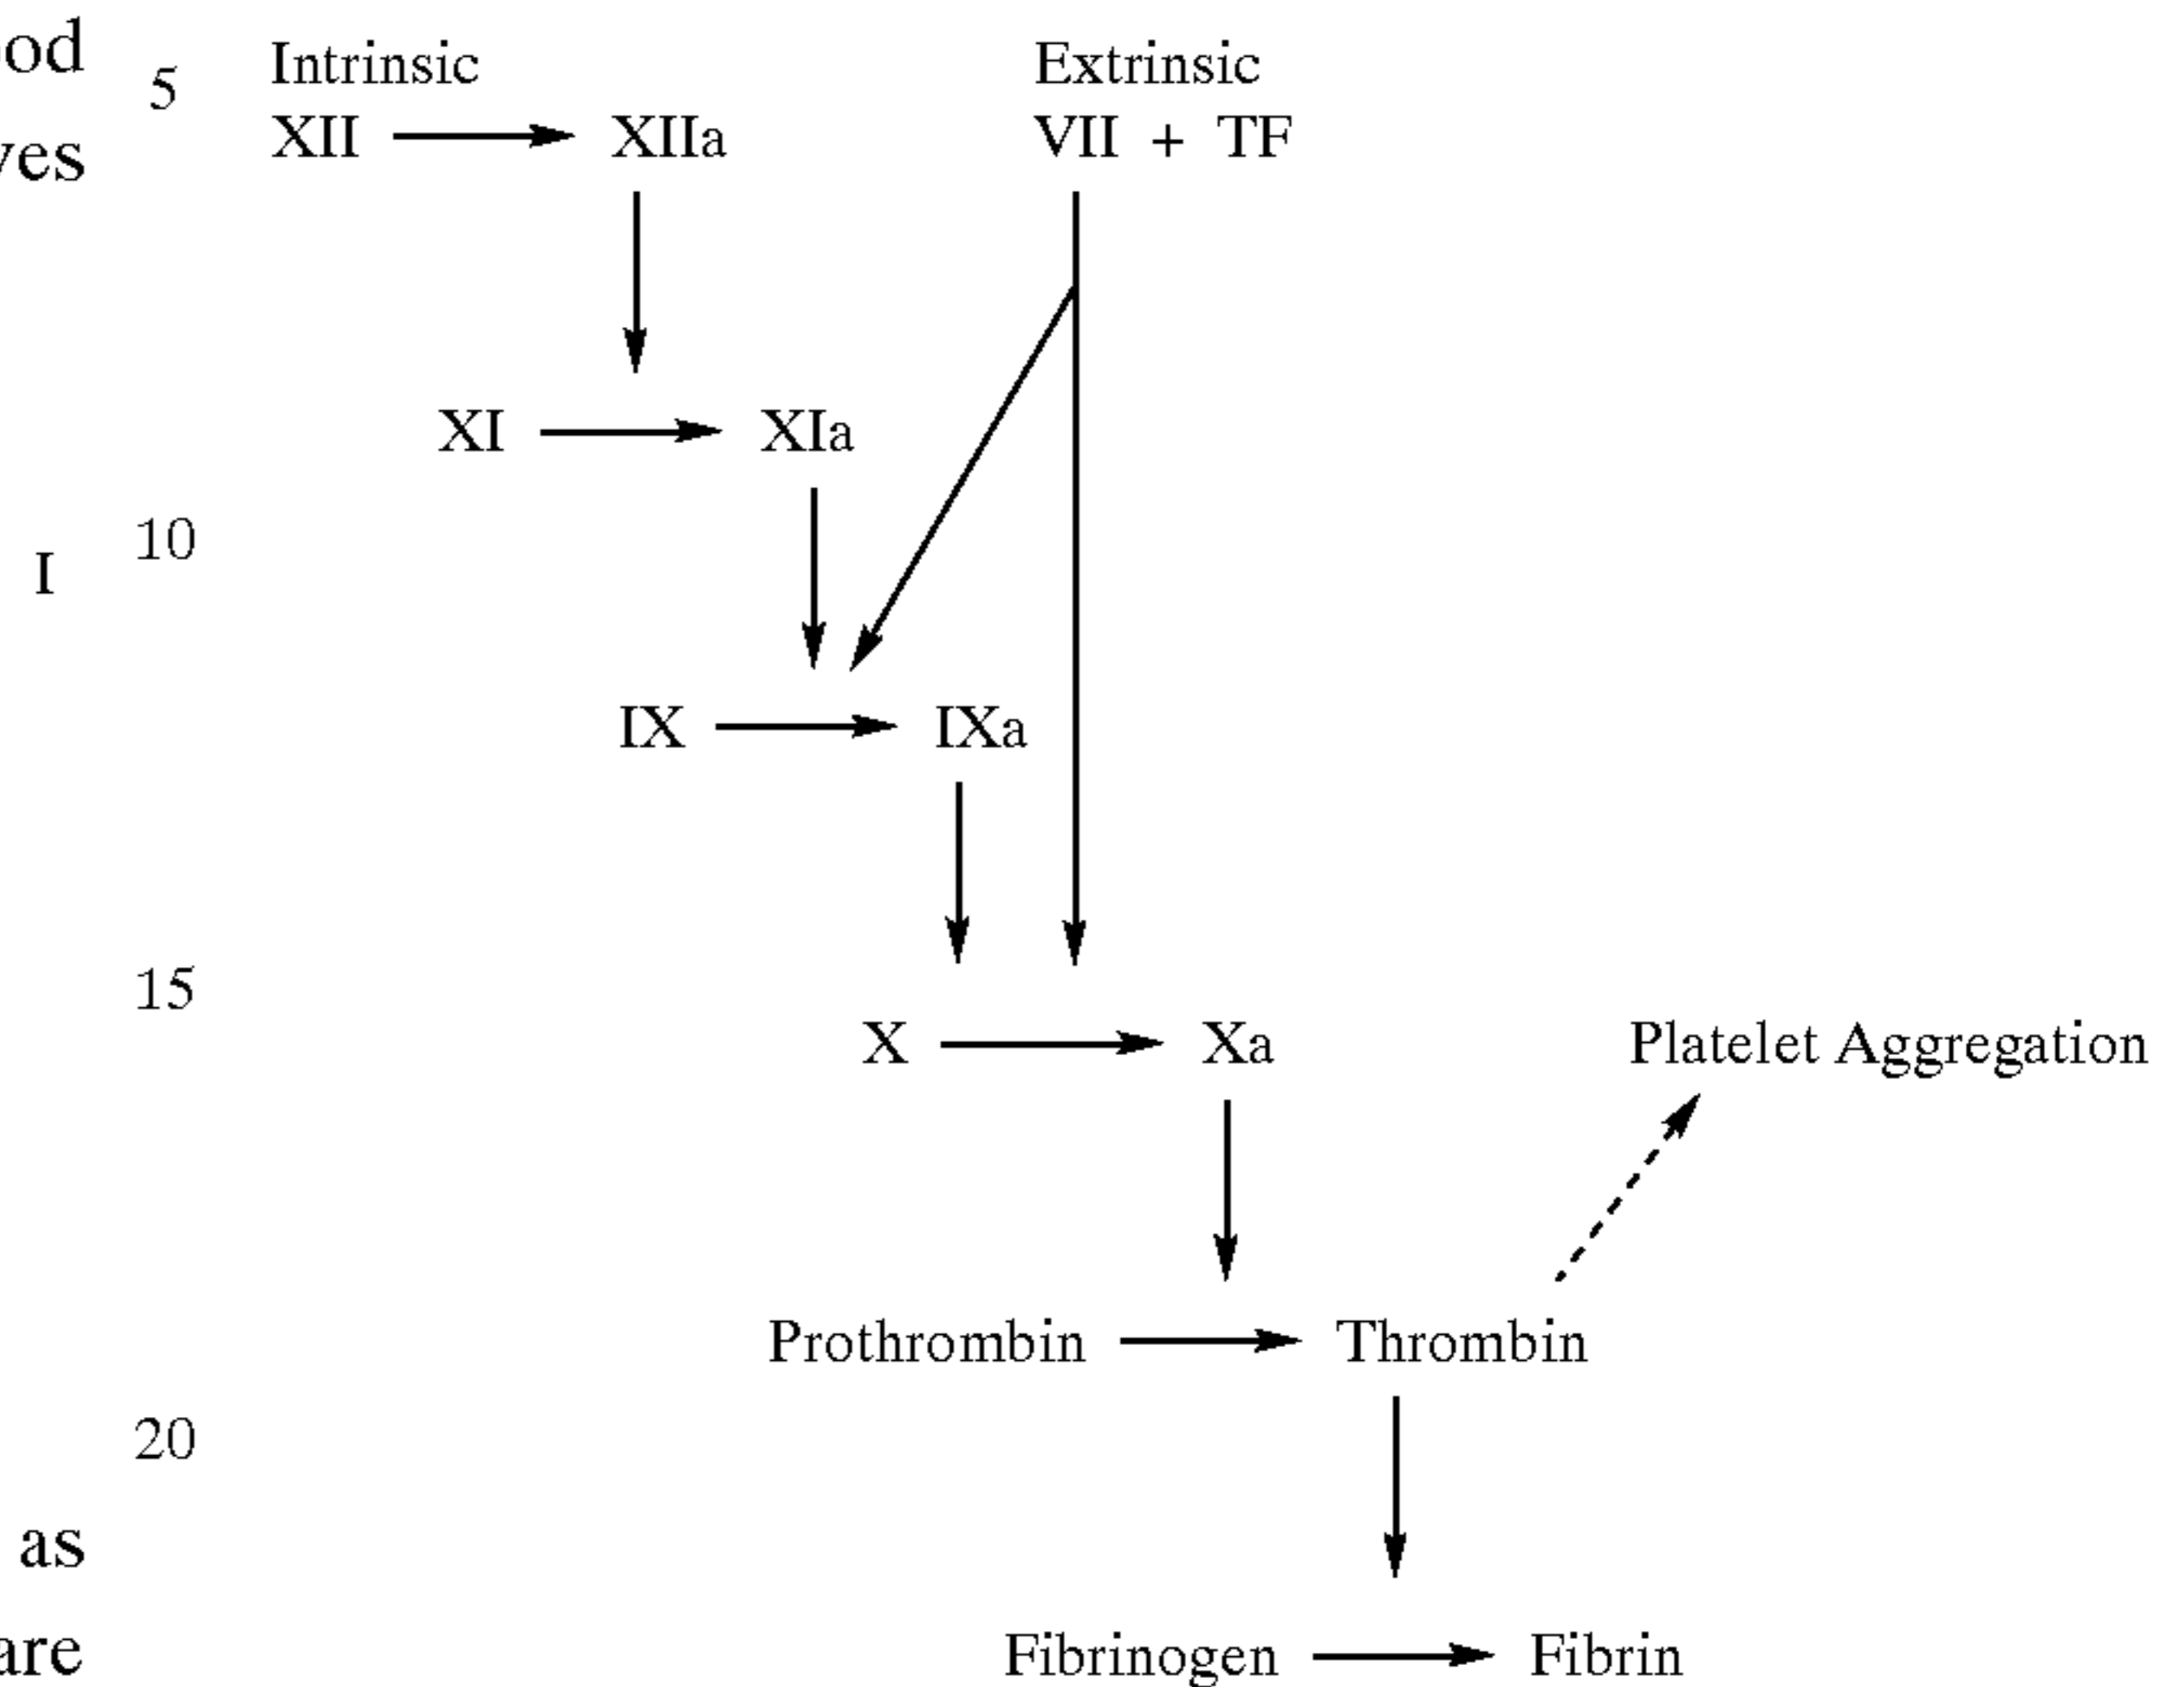 ood
5 Intrinsic Extrinsic
ves
XII XIIa VII + TF
XI XIa
10
I
IX IXa
15
X Xa Platelet Aggregation
Prothrombin Thrombin
20
as
are
Fibrinogen Fibrin